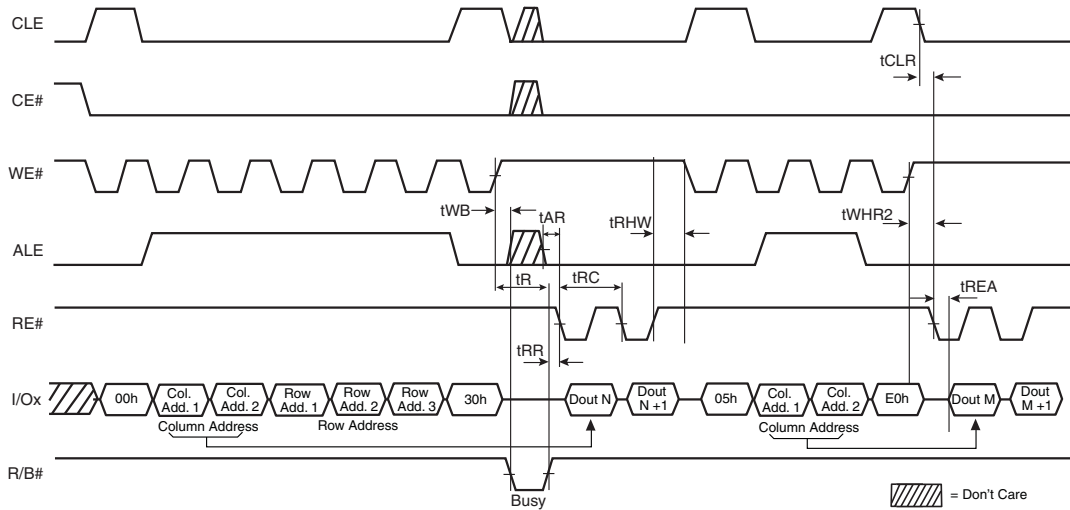 CLE
tCLR
CE#
WE#
tWB
tAR
tRHW
tWHR2
ALE
tR
tRC
tREA
RE#
tRR
I/Ox
00h
Col. Add. 1
Col. Add. 2
Row Add. 1
Row Add. 2
Row Add. 3
30h
Dout N
Dout N +1
05h
Col. Add. 1
Col. Add. 2
E0h
Dout M
Dout M +1
Column Address
Row Address
Column Address
R/B#
Busy
= Don't Care